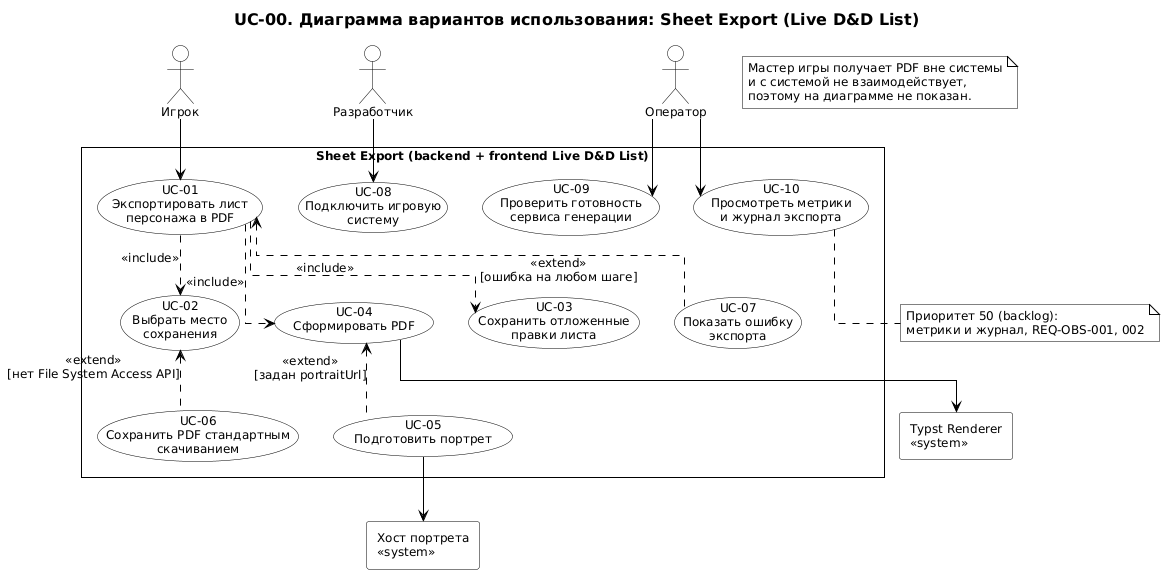 UC-00. Диаграмма вариантов использования: Sheet Export (Live D&D List)
Игрок
Разработчик
Оператор
Мастер игры получает PDF вне системы
и с системой не взаимодействует,
поэтому на диаграмме не показан.
Sheet Export (backend + frontend Live D&D List)
UC-01
Экспортировать лист
персонажа в PDF
UC-08
Подключить игровую
систему
UC-09
Проверить готовность
сервиса генерации
UC-10
Просмотреть метрики
и журнал экспорта
«include»
«include»
«include»
«extend»
[ошибка на любом шаге]
UC-02
Выбрать место
сохранения
UC-04
Сформировать PDF
UC-03
Сохранить отложенные
правки листа
UC-07
Показать ошибку
экспорта
Приоритет 50 (backlog):
метрики и журнал, REQ-OBS-001, 002
«extend»
[нет File System Access API]
«extend»
[задан portraitUrl]
UC-06
Сохранить PDF стандартным
скачиванием
UC-05
Подготовить портрет
Typst Renderer
«system»
Хост портрета
«system»